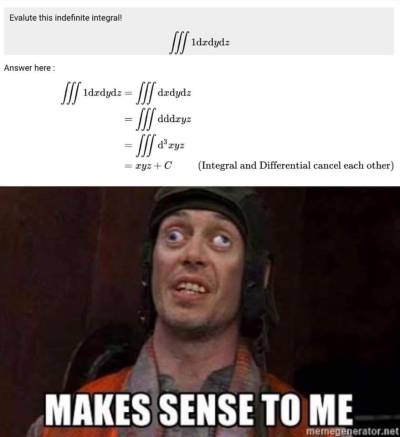 Evalute this indefinite integral!
∭ 1dxdydz
Answer here :
∭ 1dxdydz = ∭ dxdydz
= ∭ dddxyz
= ∭ d³xyz
= xyz + C (Integral and Differential cancel each other)
MAKES SENSE TO ME
memegenerator.net